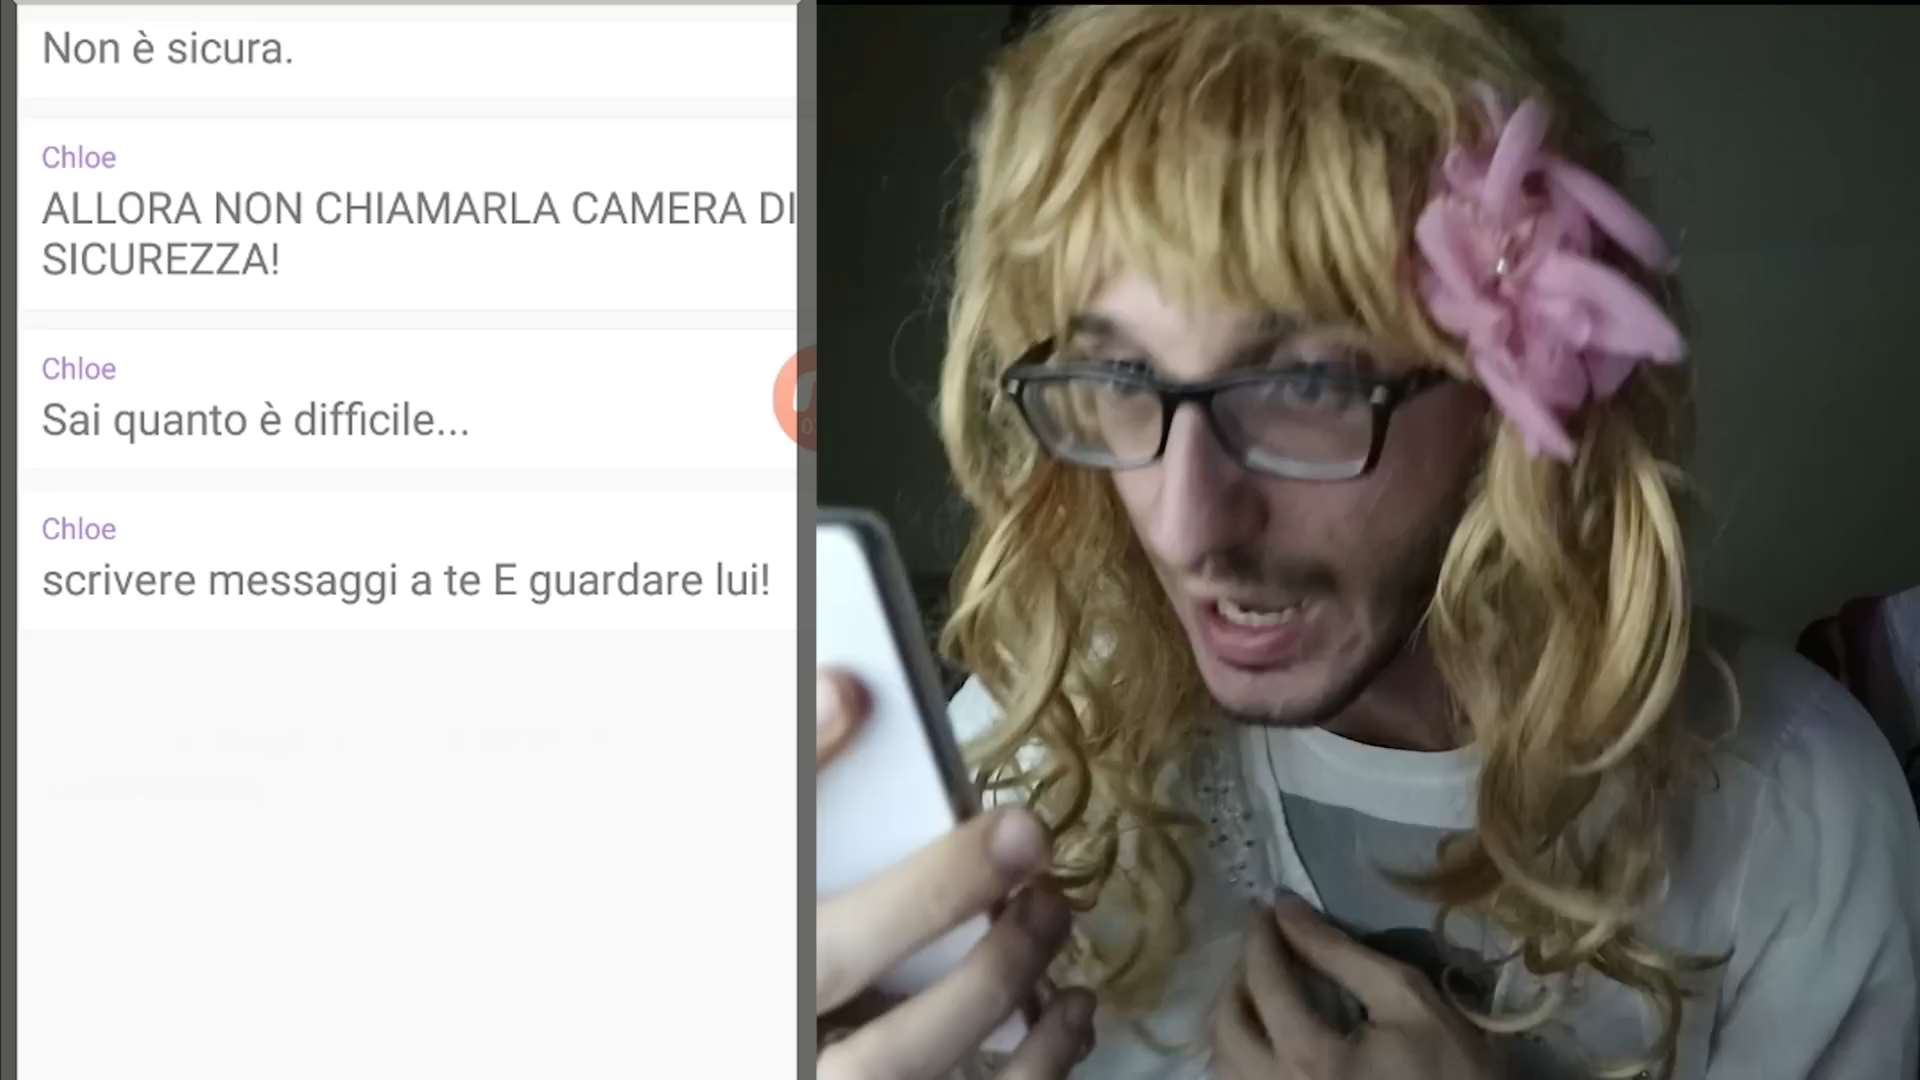 Non è sicura.
Chloe
ALLORA NON CHIAMARLA CAMERA DI
SICUREZZA!
Chloe
Sai quanto è difficile...
Chloe
scrivere messaggi a te E guardare lui!